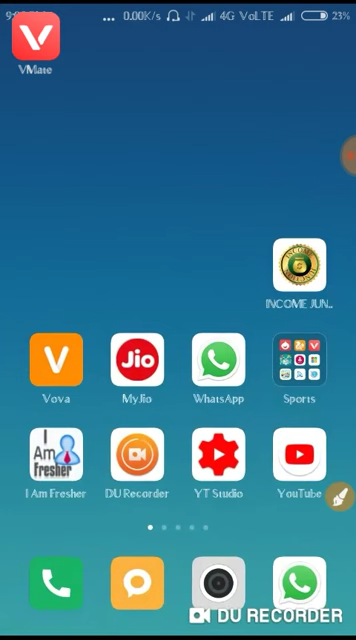 0.00K/s 4G VoLTE 23%
VMate
INCOME JUN..
Jio
Vova
MyJio
WhatsApp
Sports
I
Am
Fresher
I Am Fresher
DU Recorder
YT Studio
YouTube
DU RECORDER